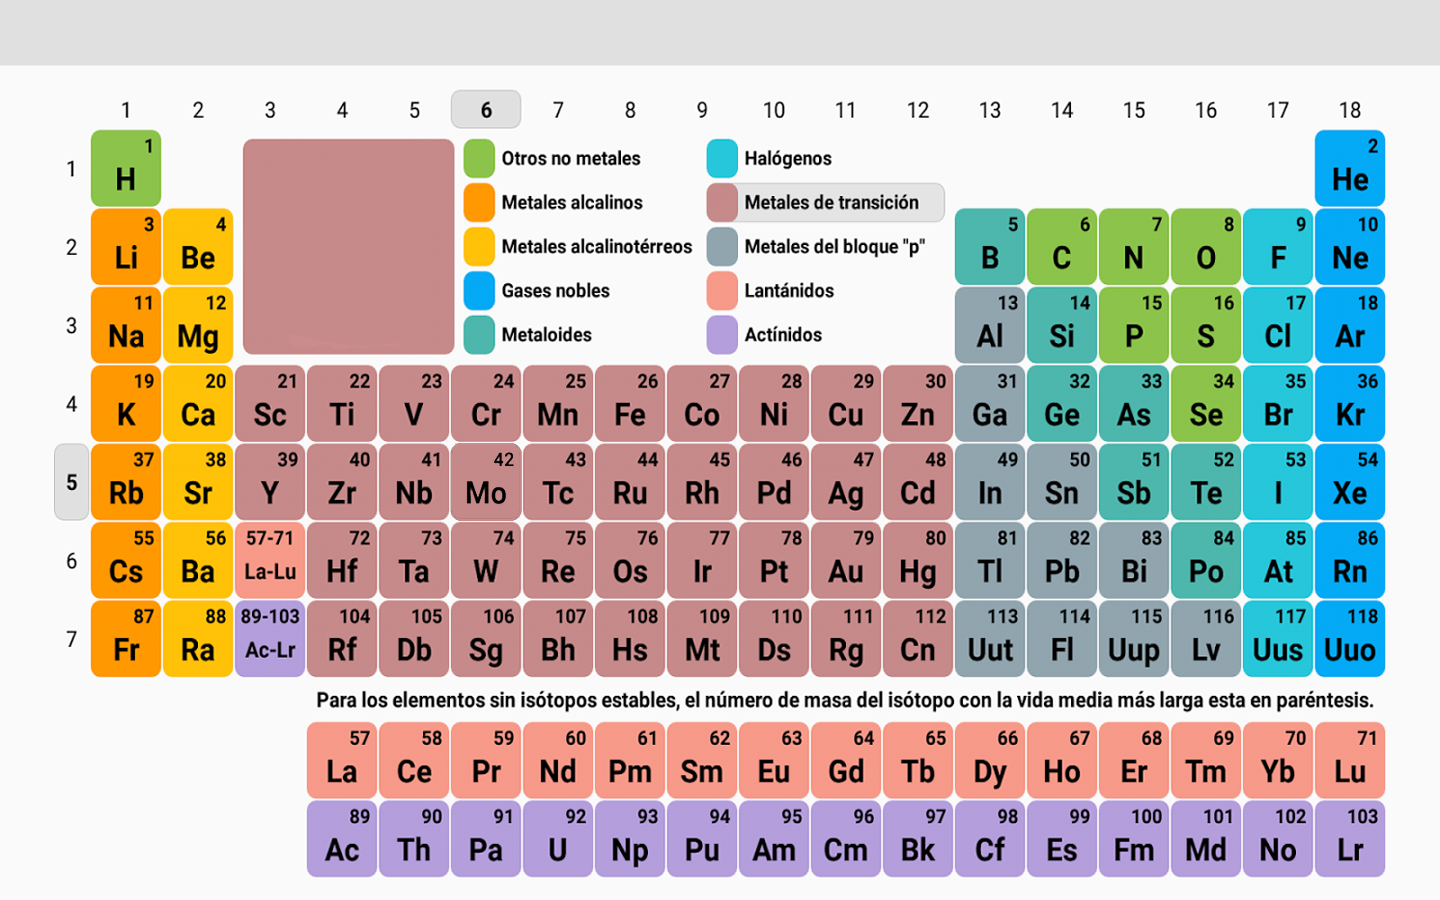 1 2 3 4 5 6 7 8 9 10 11 12 13 14 15 16 17 18
1 1 H 2 He
Otros no metales Halógenos
Metales alcalinos Metales de transición
Metales alcalinotérreos Metales del bloque "p"
Gases nobles Lantánidos
Metaloides Actínidos
2 3 Li 4 Be 5 B 6 C 7 N 8 O 9 F 10 Ne
3 11 Na 12 Mg 13 Al 14 Si 15 P 16 S 17 Cl 18 Ar
4 19 K 20 Ca 21 Sc 22 Ti 23 V 24 Cr 25 Mn 26 Fe 27 Co 28 Ni 29 Cu 30 Zn 31 Ga 32 Ge 33 As 34 Se 35 Br 36 Kr
5 37 Rb 38 Sr 39 Y 40 Zr 41 Nb 42 Mo 43 Tc 44 Ru 45 Rh 46 Pd 47 Ag 48 Cd 49 In 50 Sn 51 Sb 52 Te 53 I 54 Xe
6 55 Cs 56 Ba 57-71 La-Lu 72 Hf 73 Ta 74 W 75 Re 76 Os 77 Ir 78 Pt 79 Au 80 Hg 81 Tl 82 Pb 83 Bi 84 Po 85 At 86 Rn
7 87 Fr 88 Ra 89-103 Ac-Lr 104 Rf 105 Db 106 Sg 107 Bh 108 Hs 109 Mt 110 Ds 111 Rg 112 Cn 113 Uut 114 Fl 115 Uup 116 Lv 117 Uus 118 Uuo
Para los elementos sin isótopos estables, el número de masa del isótopo con la vida media más larga esta en paréntesis.
57 La 58 Ce 59 Pr 60 Nd 61 Pm 62 Sm 63 Eu 64 Gd 65 Tb 66 Dy 67 Ho 68 Er 69 Tm 70 Yb 71 Lu
89 Ac 90 Th 91 Pa 92 U 93 Np 94 Pu 95 Am 96 Cm 97 Bk 98 Cf 99 Es 100 Fm 101 Md 102 No 103 Lr